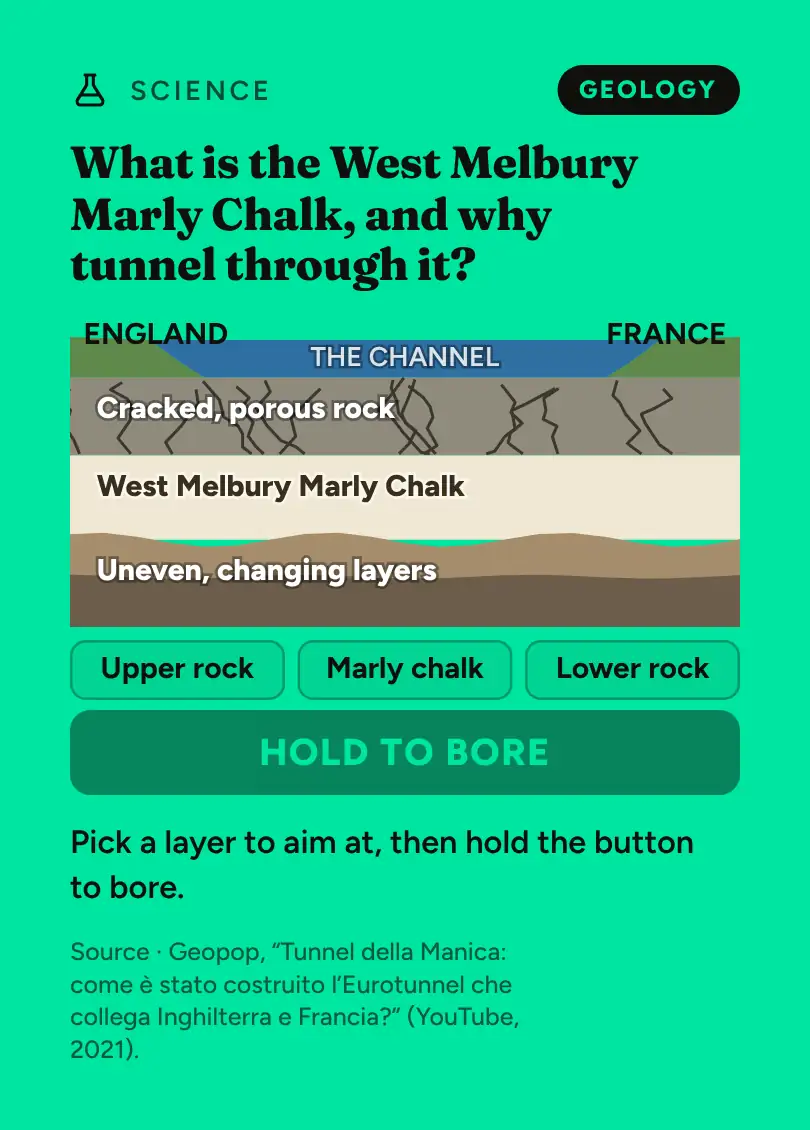 SCIENCE
GEOLOGY
What is the West Melbury
Marly Chalk, and why
tunnel through it?
ENGLAND
FRANCE
THE CHANNEL
Cracked, porous rock
West Melbury Marly Chalk
Uneven, changing layers
Upper rock
Marly chalk
Lower rock
HOLD TO BORE
Pick a layer to aim at, then hold the button
to bore.
Source · Geopop, “Tunnel della Manica:
come è stato costruito l’Eurotunnel che
collega Inghilterra e Francia?” (YouTube,
2021).